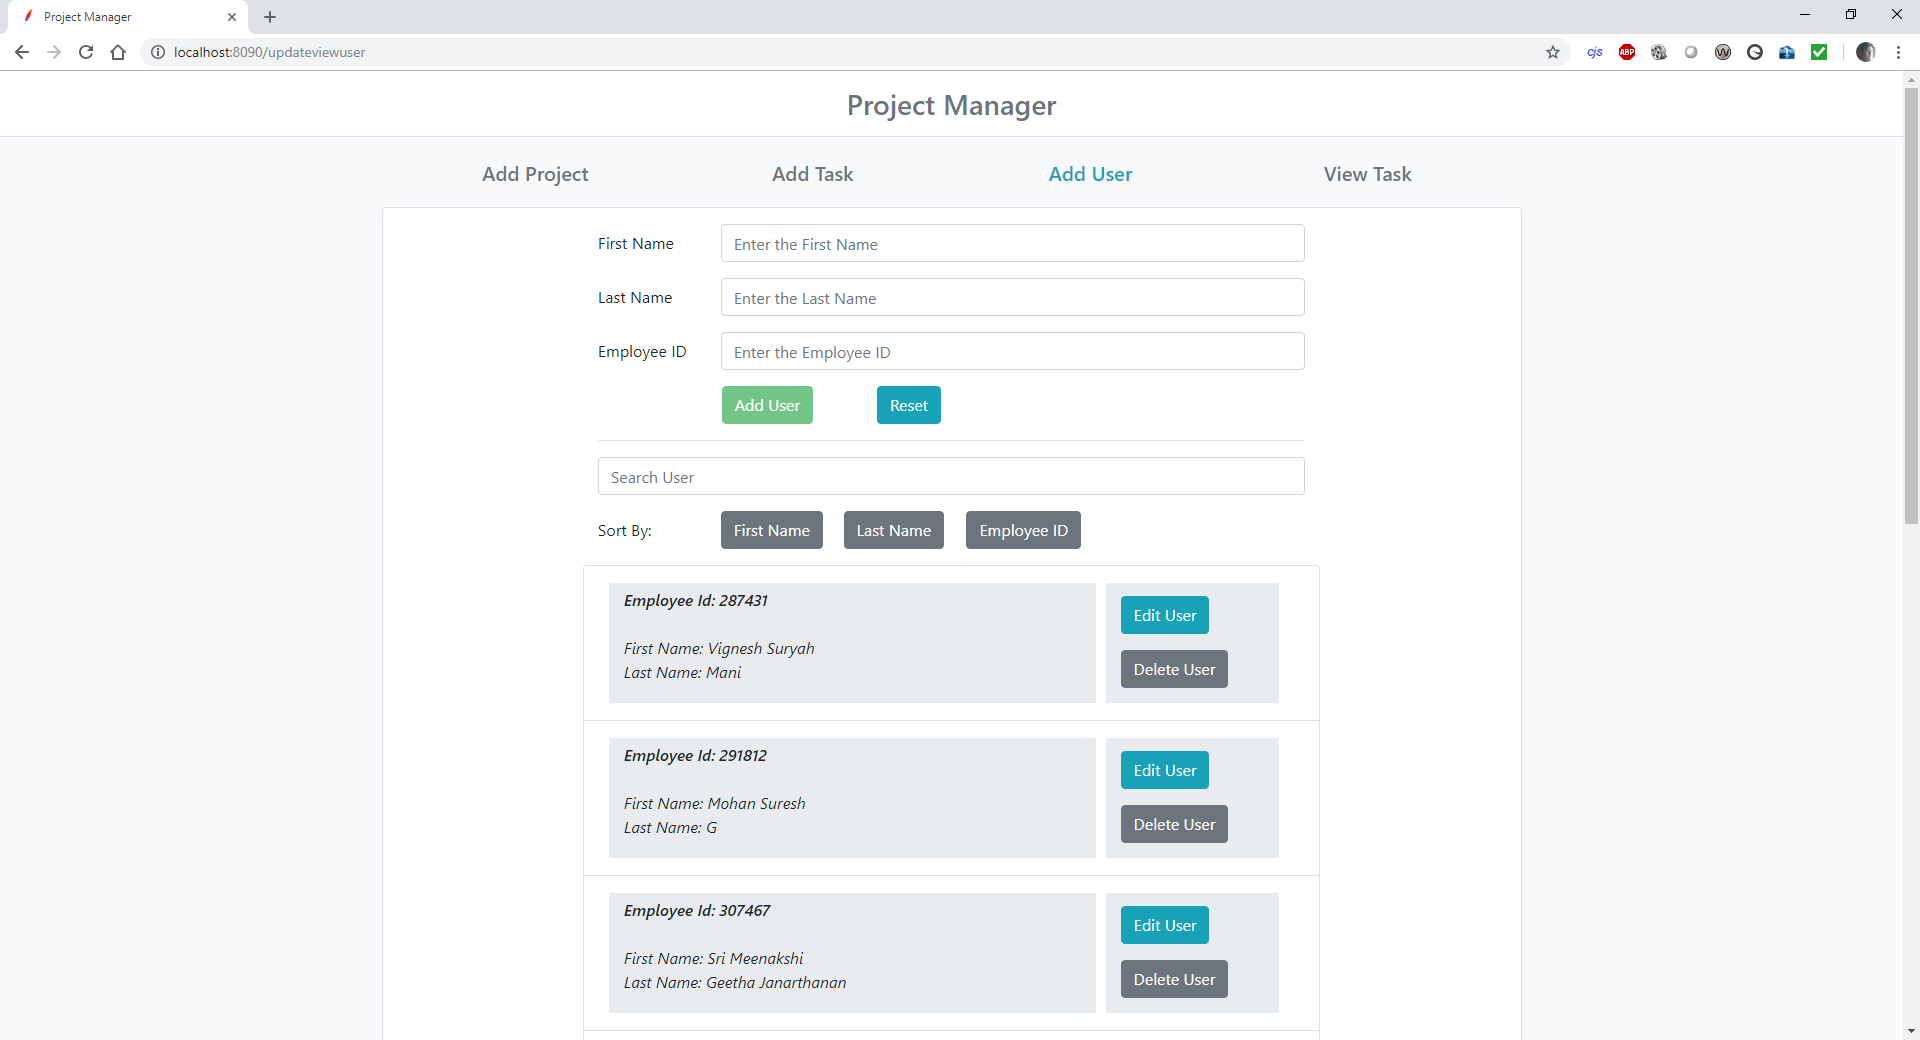 Project Manager
localhost:8090/updateviewuser
cjs
ABP
Project Manager
Add Project Add Task Add User View Task
First Name Enter the First Name
Last Name Enter the Last Name
Employee ID Enter the Employee ID
Add User Reset
Search User
Sort By: First Name Last Name Employee ID
Employee Id: 287431
First Name: Vignesh Suryah
Last Name: Mani
Edit User
Delete User
Employee Id: 291812
First Name: Mohan Suresh
Last Name: G
Edit User
Delete User
Employee Id: 307467
First Name: Sri Meenakshi
Last Name: Geetha Janarthanan
Edit User
Delete User